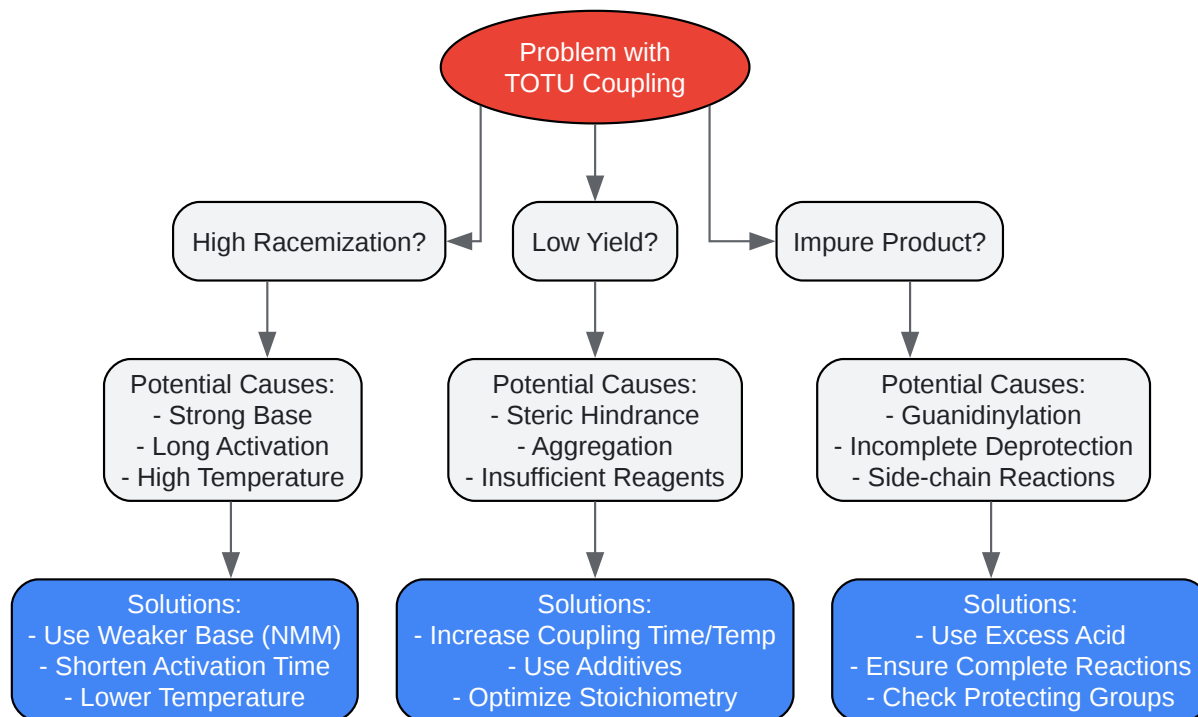 Problem with
TOTU Coupling
High Racemization?
Low Yield?
Impure Product?
Potential Causes:
- Strong Base
- Long Activation
- High Temperature
Potential Causes:
- Steric Hindrance
- Aggregation
- Insufficient Reagents
Potential Causes:
- Guanidinylation
- Incomplete Deprotection
- Side-chain Reactions
Solutions:
- Use Weaker Base (NMM)
- Shorten Activation Time
- Lower Temperature
Solutions:
- Increase Coupling Time/Temp
- Use Additives
- Optimize Stoichiometry
Solutions:
- Use Excess Acid
- Ensure Complete Reactions
- Check Protecting Groups